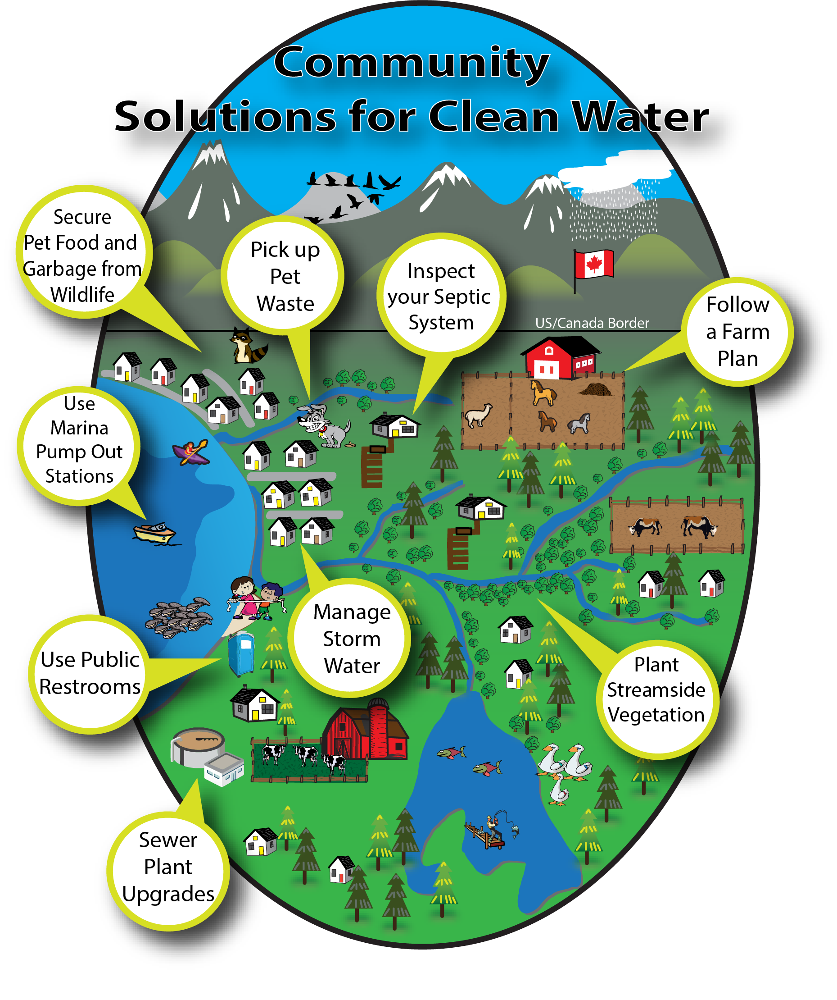 Community
Solutions for Clean Water
Secure
Pet Food and
Garbage from
Wildlife
Pick up
Pet
Waste
Inspect
your Septic
System
US/Canada Border
Follow
a Farm
Plan
Use
Marina
Pump Out
Stations
Manage
Storm
Water
Use Public
Restrooms
Plant
Streamside
Vegetation
Sewer
Plant
Upgrades